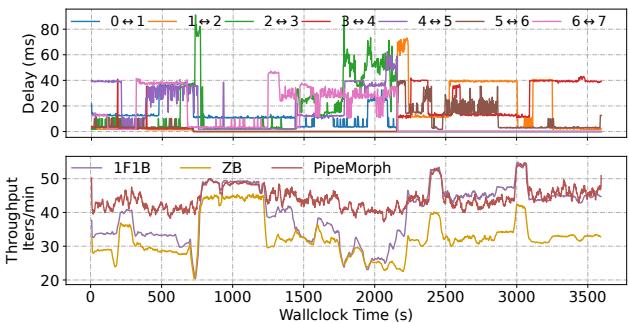 0↔1 1↔2 2↔3 3↔4 4↔5 5↔6 6↔7
Delay (ms)
80
60
40
20
0
1F1B ZB PipeMorph
Throughput
Iters/min
50
40
30
20
0 500 1000 1500 2000 2500 3000 3500
Wallclock Time (s)